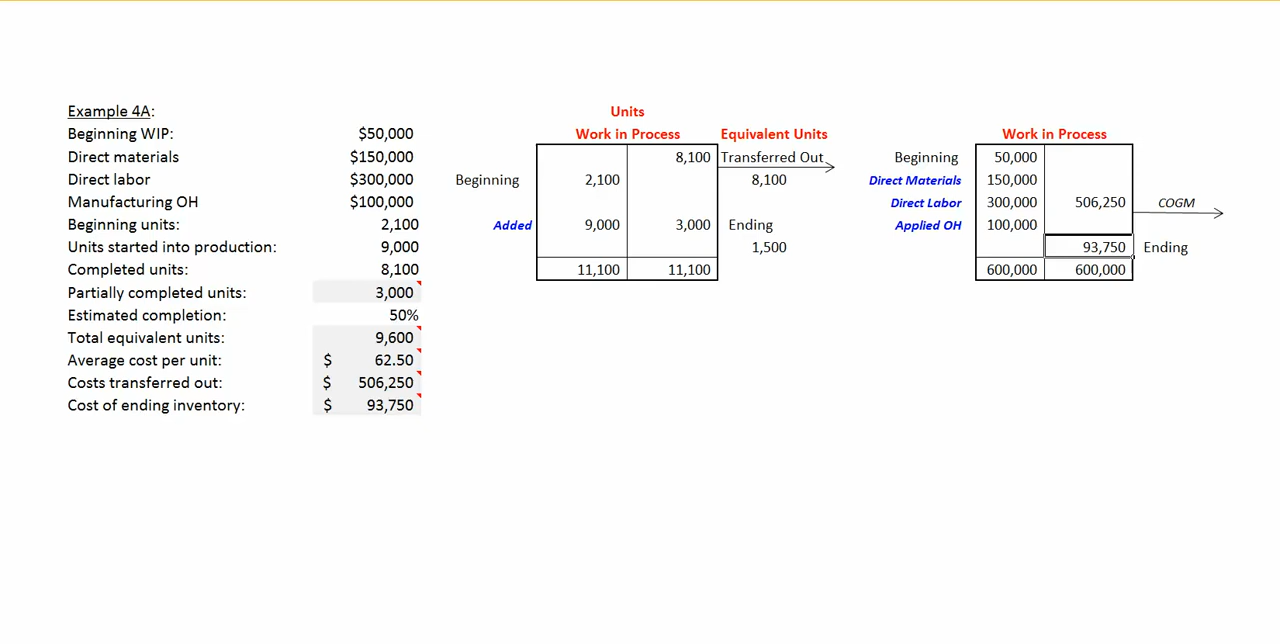 Example 4A:
Beginning WIP: $50,000
Direct materials $150,000
Direct labor $300,000
Manufacturing OH $100,000
Beginning units: 2,100
Units started into production: 9,000
Completed units: 8,100
Partially completed units: 3,000
Estimated completion: 50%
Total equivalent units: 9,600
Average cost per unit: $ 62.50
Costs transferred out: $ 506,250
Cost of ending inventory: $ 93,750
Units
Work in Process Equivalent Units
8,100 Transferred Out
Beginning 2,100 8,100
Added 9,000 3,000 Ending
1,500
11,100 11,100
Work in Process
Beginning 50,000
Direct Materials 150,000
Direct Labor 300,000 506,250 COGM
Applied OH 100,000
93,750 Ending
600,000 600,000